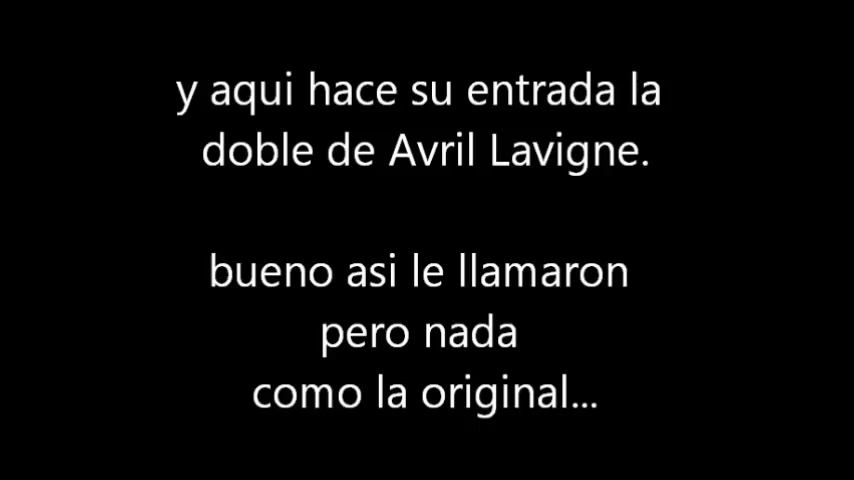 y aqui hace su entrada la
doble de Avril Lavigne.
bueno asi le llamaron
pero nada
como la original...